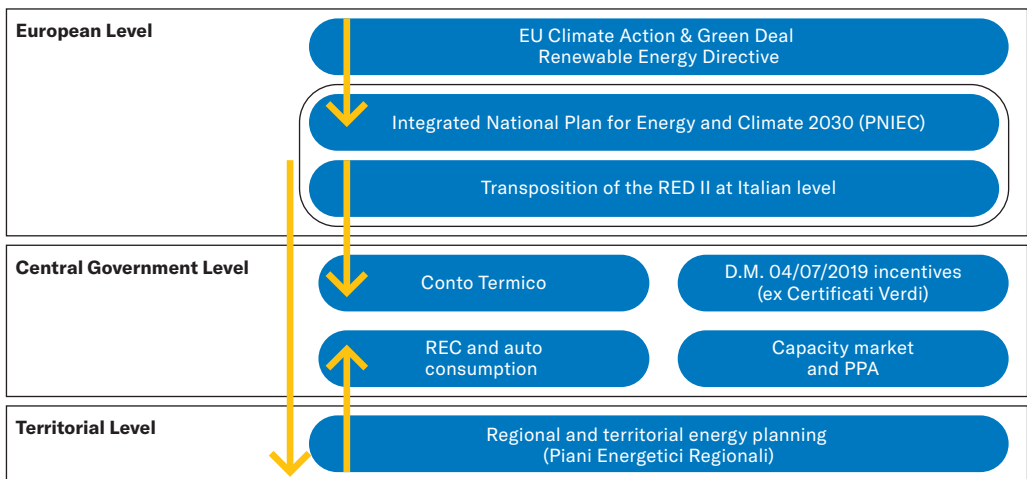 European Level
EU Climate Action & Green Deal
Renewable Energy Directive
Integrated National Plan for Energy and Climate 2030 (PNIEC)
Transposition of the RED II at Italian level
Central Government Level
Conto Termico
D.M. 04/07/2019 incentives
(ex Certificati Verdi)
REC and auto
consumption
Capacity market
and PPA
Territorial Level
Regional and territorial energy planning
(Piani Energetici Regionali)